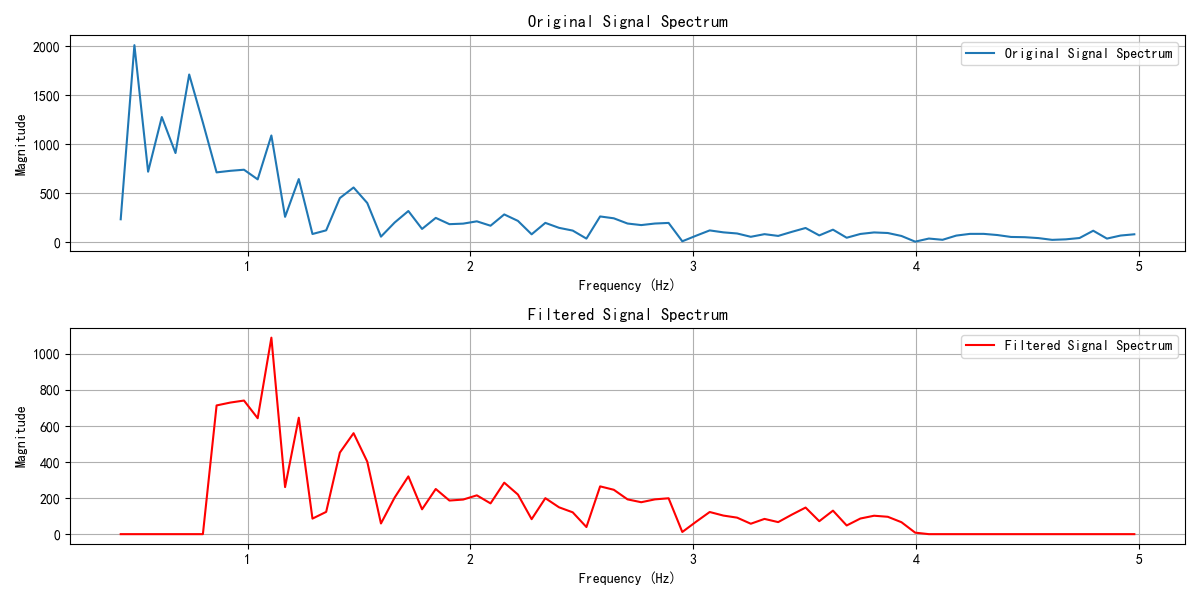 Original Signal Spectrum
2000
1500
1000
500
0
Magnitude
Original Signal Spectrum
1 2 3 4 5
Frequency (Hz)
Filtered Signal Spectrum
1000
800
600
400
200
0
Magnitude
Filtered Signal Spectrum
1 2 3 4 5
Frequency (Hz)